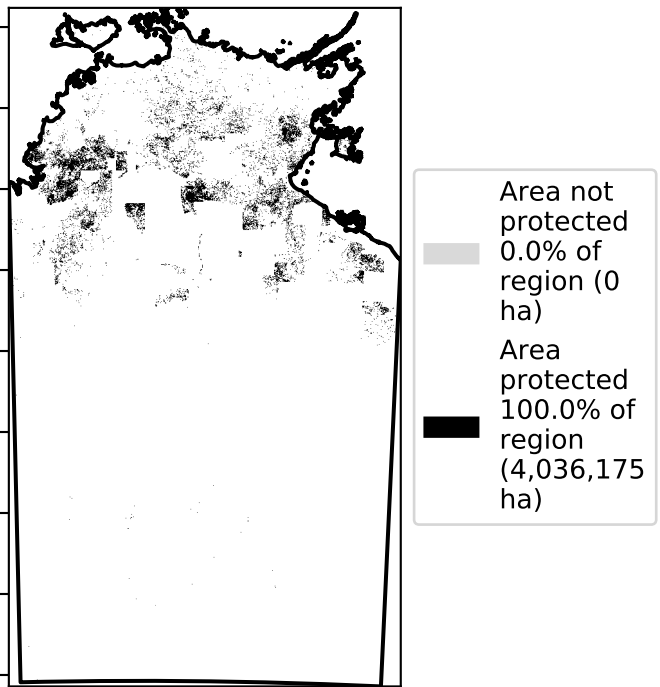 Area not
protected
0.0% of
region (0
ha)
Area
protected
100.0% of
region
(4,036,175
ha)